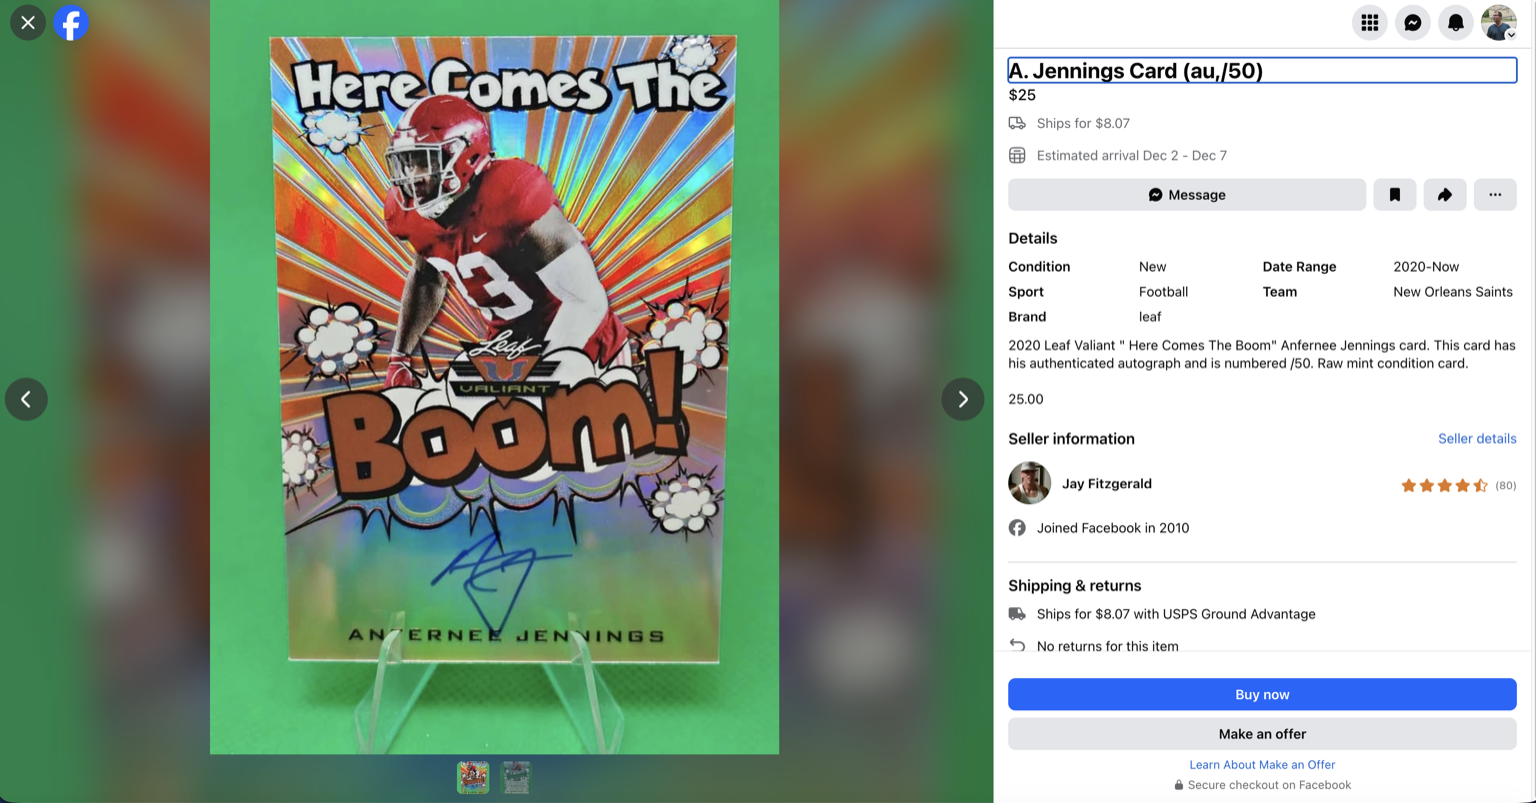 Here Comes The
33
Leaf
V
VALIANT
BOOM!
ANFERNEE JENNINGS
A. Jennings Card (au,/50)
$25
Ships for $8.07
Estimated arrival Dec 2 - Dec 7
Message
Details
Condition New Date Range 2020-Now
Sport Football Team New Orleans Saints
Brand leaf
2020 Leaf Valiant " Here Comes The Boom" Anfernee Jennings card. This card has
his authenticated autograph and is numbered /50. Raw mint condition card.
25.00
Seller information Seller details
Jay Fitzgerald (80)
Joined Facebook in 2010
Shipping & returns
Ships for $8.07 with USPS Ground Advantage
No returns for this item
Buy now
Make an offer
Learn About Make an Offer
Secure checkout on Facebook